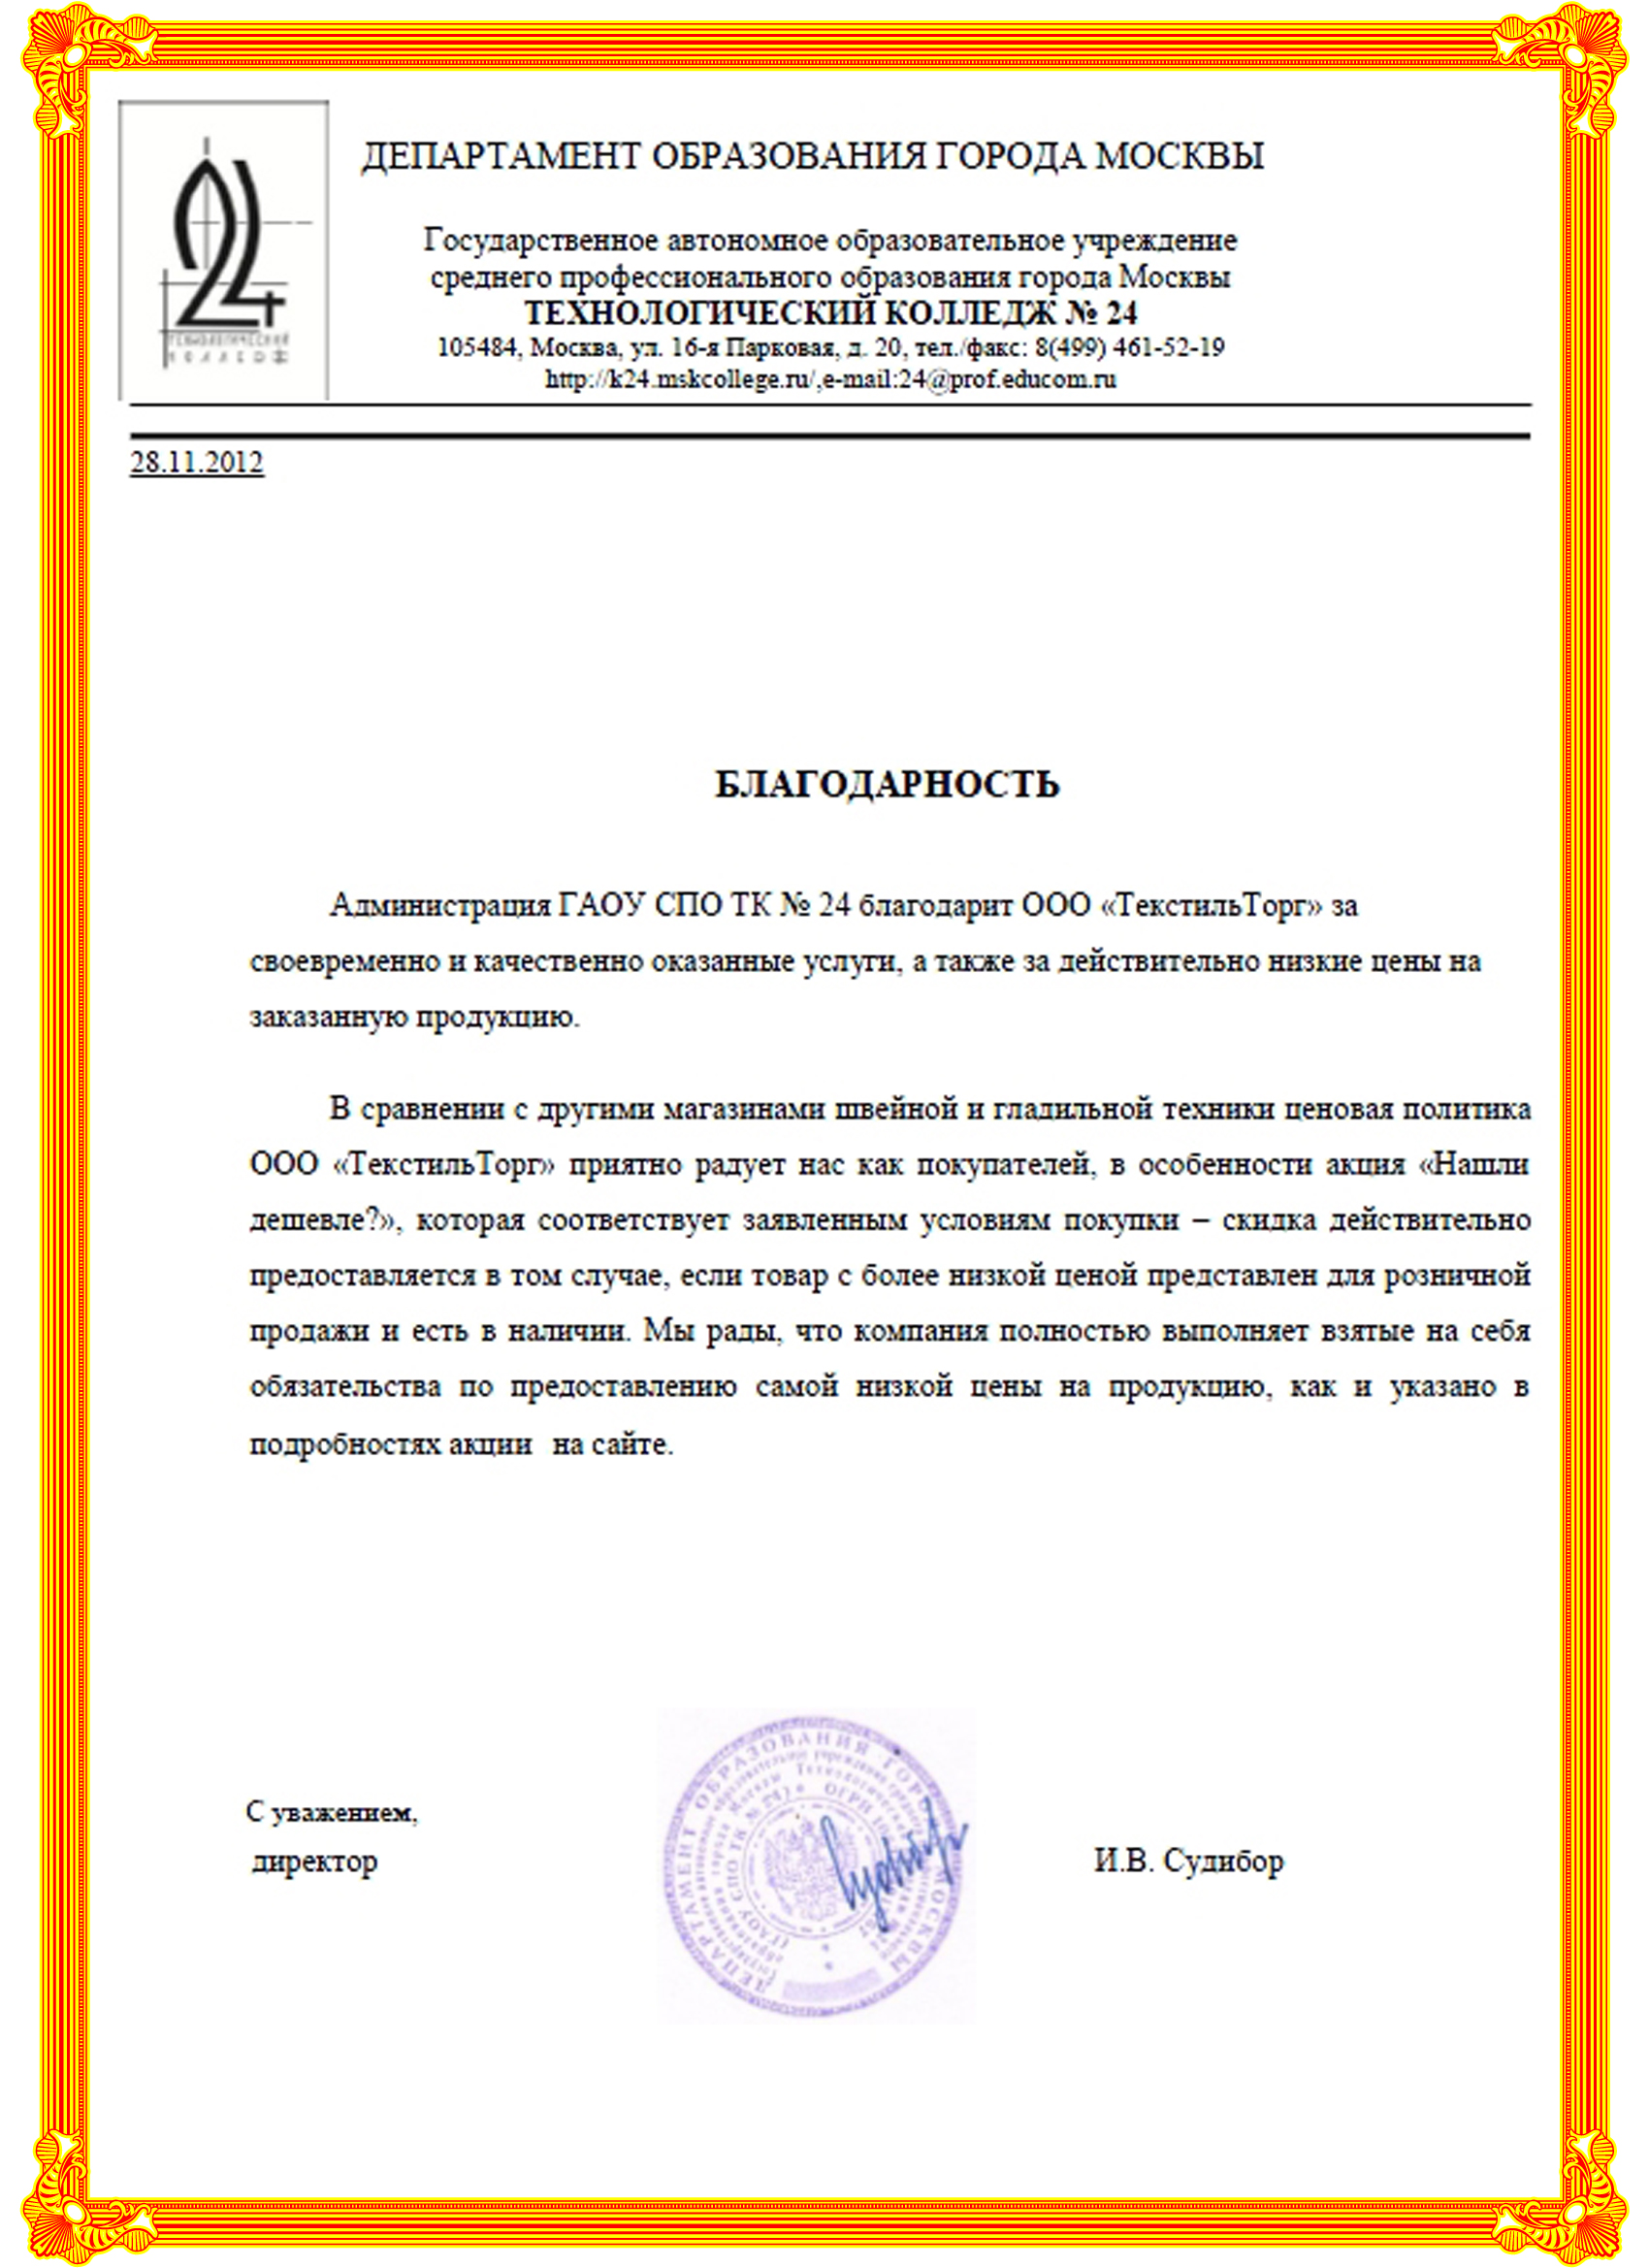 ТЕХНОЛОГИЧЕСКИЙ
КОЛЛЕДЖ
ДЕПАРТАМЕНТ ОБРАЗОВАНИЯ ГОРОДА МОСКВЫ
Государственное автономное образовательное учреждение
среднего профессионального образования города Москвы
ТЕХНОЛОГИЧЕСКИЙ КОЛЛЕДЖ № 24
105484, Москва, ул. 16-я Парковая, д. 20, тел./факс: 8(499) 461-52-19
http://k24.mskcollege.ru/,e-mail:24@prof.educom.ru
28.11.2012
БЛАГОДАРНОСТЬ
Администрация ГАОУ СПО ТК № 24 благодарит ООО «ТекстильТорг» за
своевременно и качественно оказанные услуги, а также за действительно низкие цены на
заказанную продукцию.
В сравнении с другими магазинами швейной и гладильной техники ценовая политика
ООО «ТекстильТорг» приятно радует нас как покупателей, в особенности акция «Нашли
дешевле?», которая соответствует заявленным условиям покупки – скидка действительно
предоставляется в том случае, если товар с более низкой ценой представлен для розничной
продажи и есть в наличии. Мы рады, что компания полностью выполняет взятые на себя
обязательства по предоставлению самой низкой цены на продукцию, как и указано в
подробностях акции на сайте.
С уважением,
директор
И.В. Судибор
ДЕПАРТАМЕНТ ОБРАЗОВАНИЯ ГОРОДА МОСКВЫ
(ГАОУ СПО ТК № 24) ОГРН